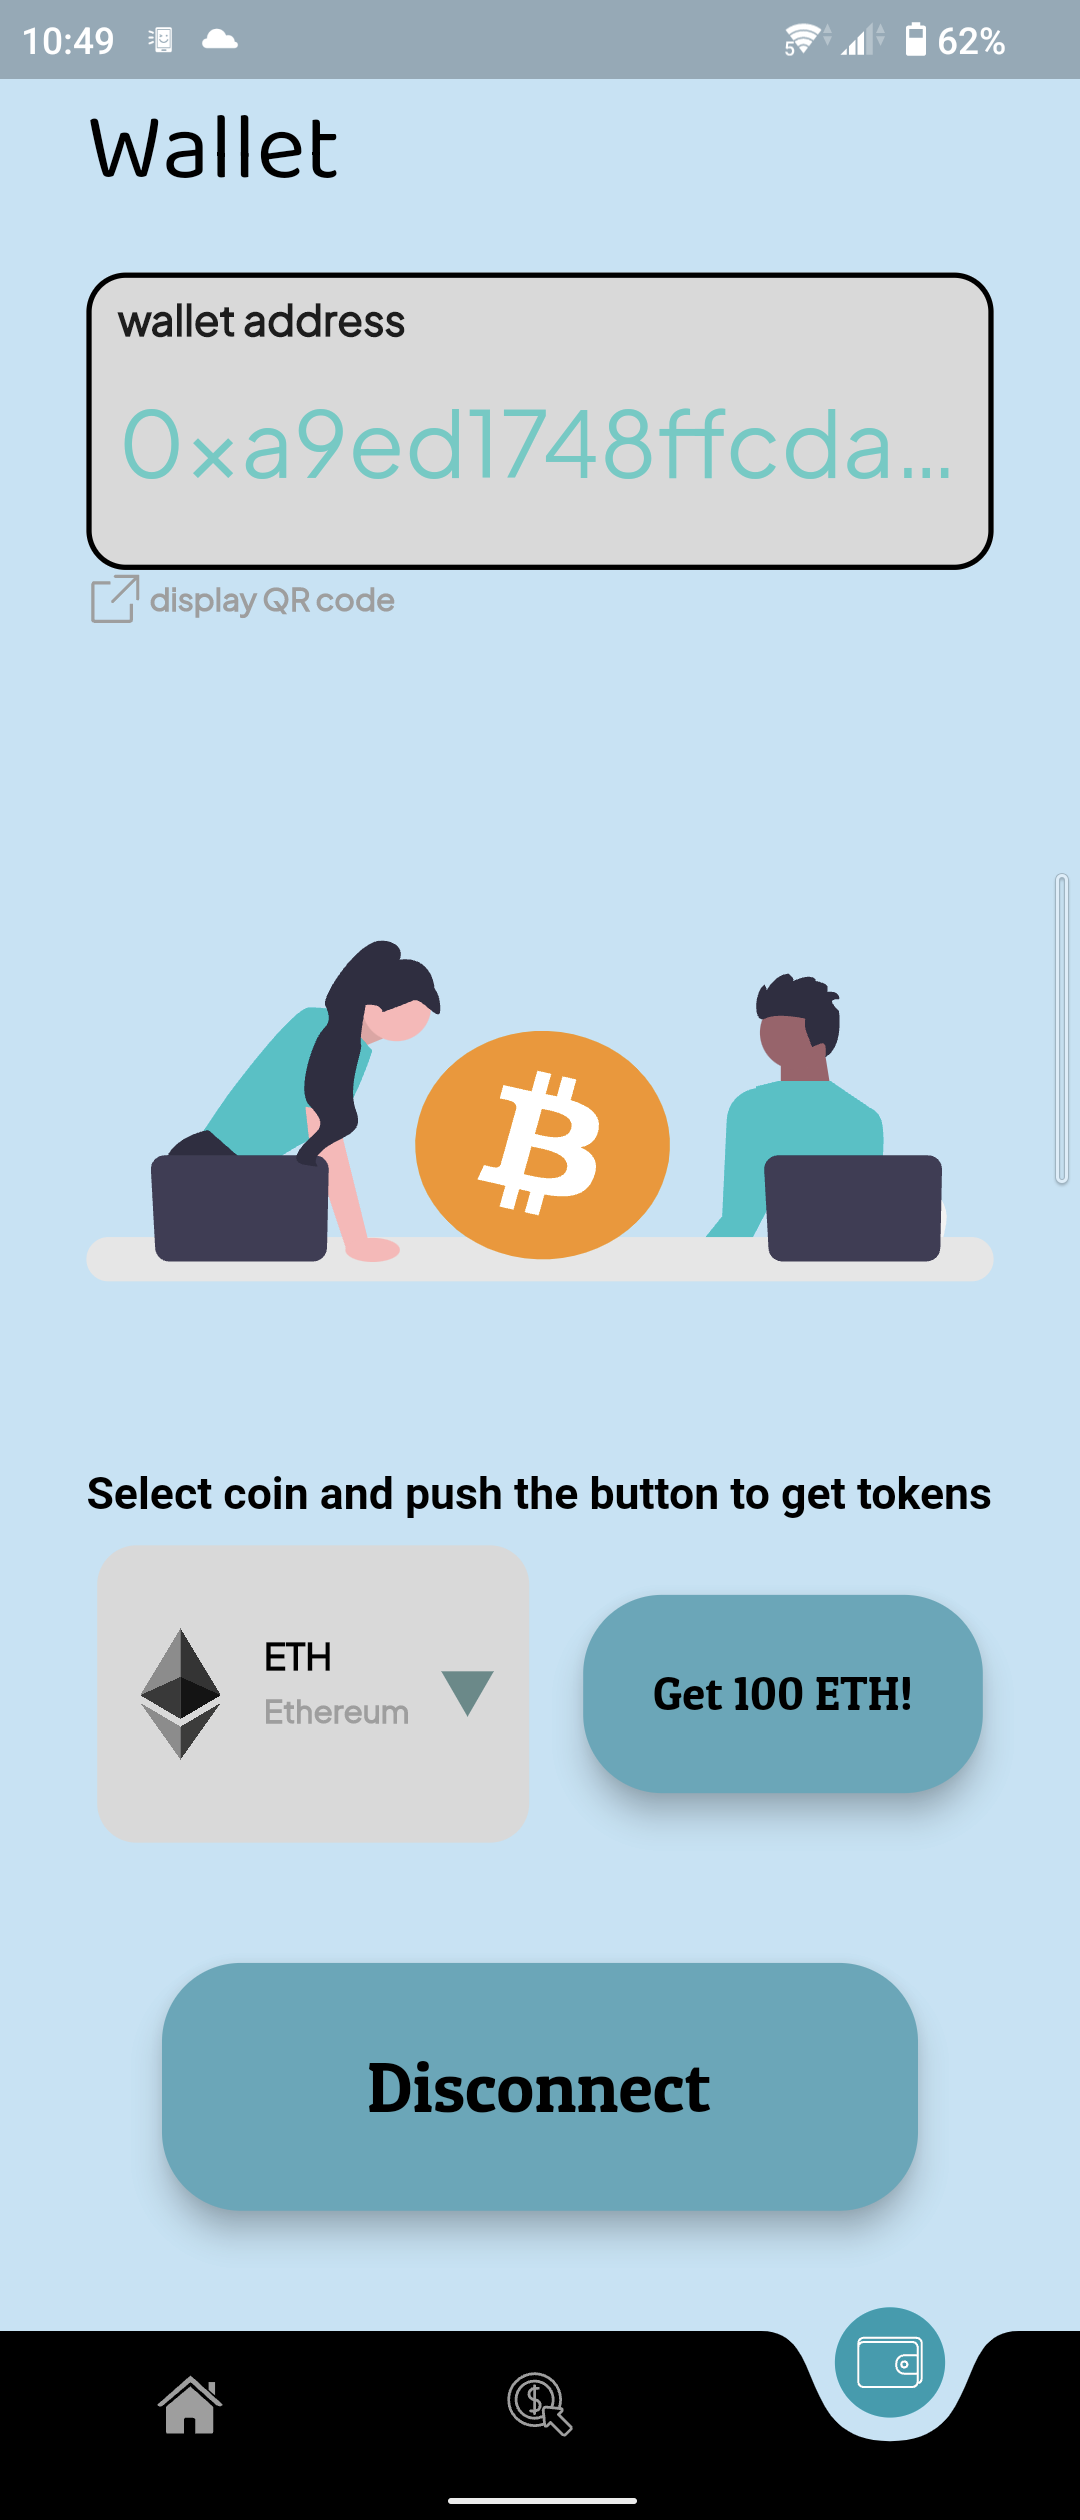 10:49
5
62%
Wallet
wallet address
0xa9ed1748ffcda...
display QR code
Select coin and push the button to get tokens
ETH
Ethereum
Get 100 ETH!
Disconnect